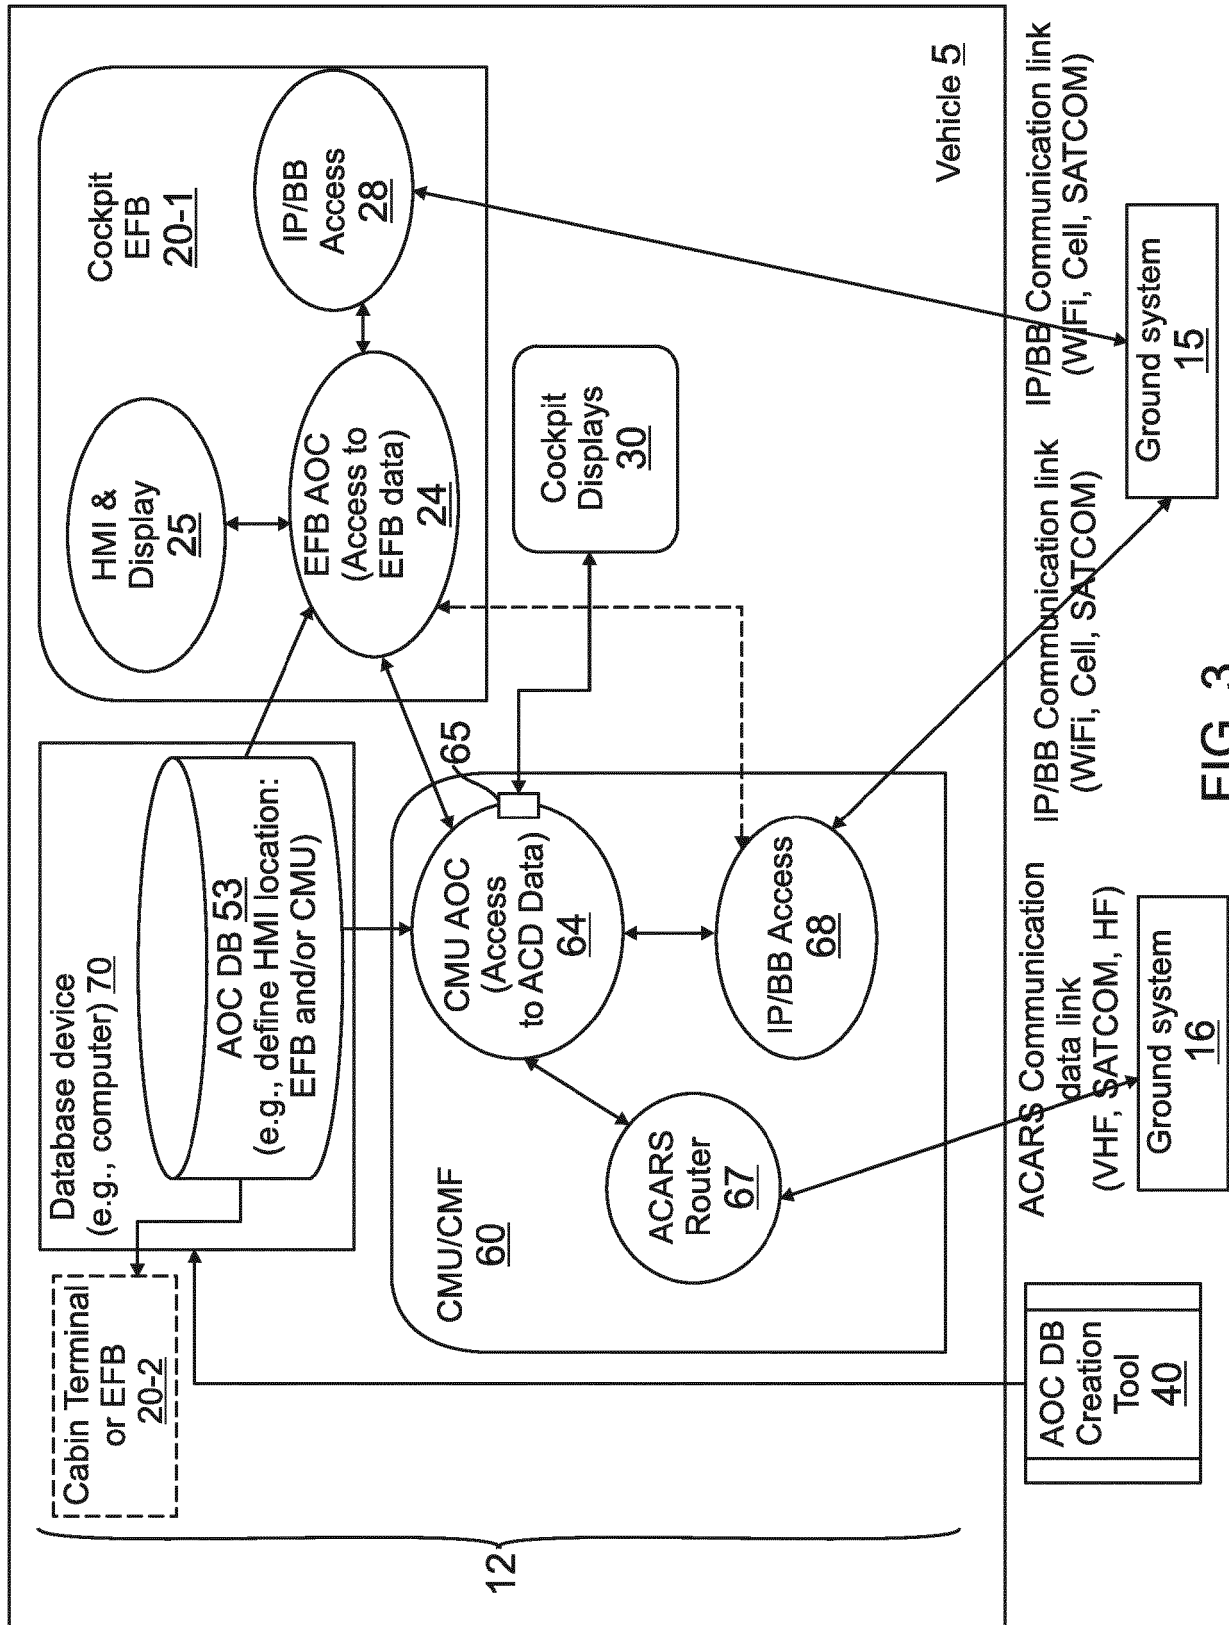 Cabin Terminal
or EFB
20-2
Database device
(e.g., computer) 70
AOC DB 53
(e.g., define HMI location:
EFB and/or CMU)
HMI &
Display
25
Cockpit
EFB
20-1
EFB AOC
(Access to
EFB data)
24
IP/BB
Access
28
CMU/CMF
60
65
CMU AOC
(Access
to ACD Data)
64
ACARS
Router
67
IP/BB Access
68
Cockpit
Displays
30
12
Vehicle 5
AOC DB
Creation
Tool
40
ACARS Communication
data link
(VHF, SATCOM, HF)
IP/BB Communication link
(WiFi, Cell, SATCOM)
IP/BB Communication link
(WiFi, Cell, SATCOM)
Ground system
16
Ground system
15
FIG. 3